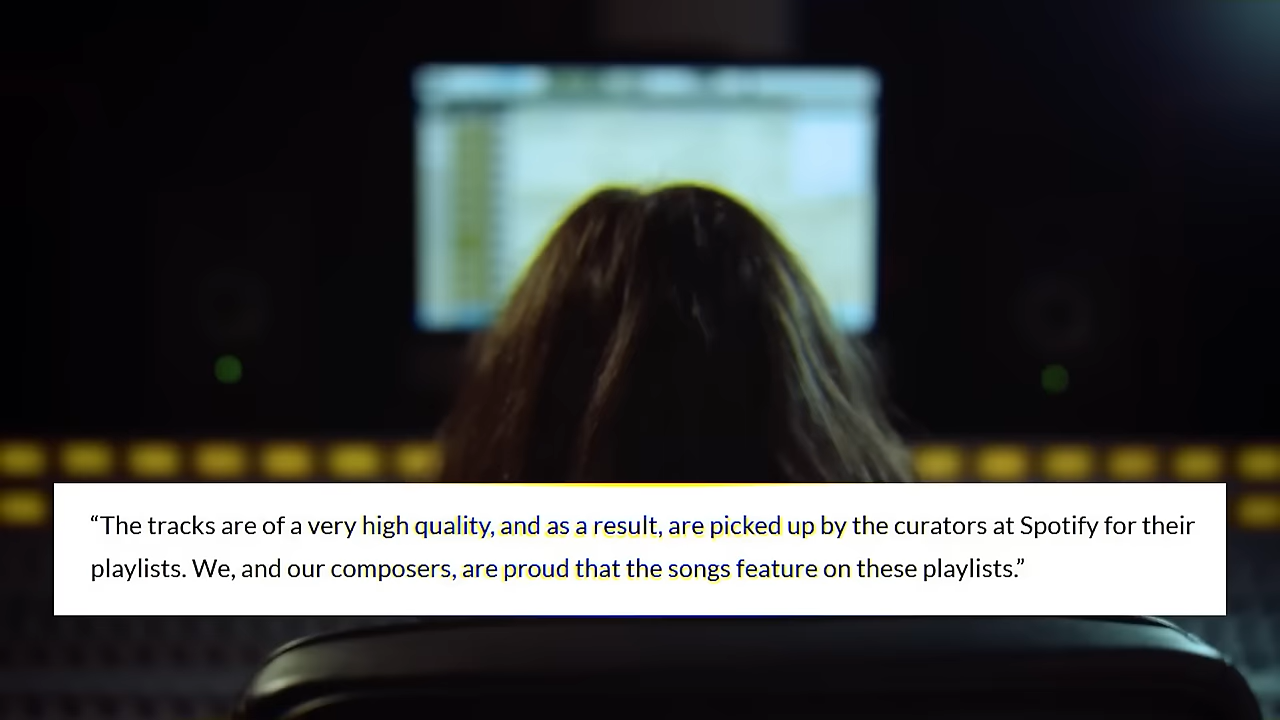 “The tracks are of a very high quality, and as a result, are picked up by the curators at Spotify for their
playlists. We, and our composers, are proud that the songs feature on these playlists.”